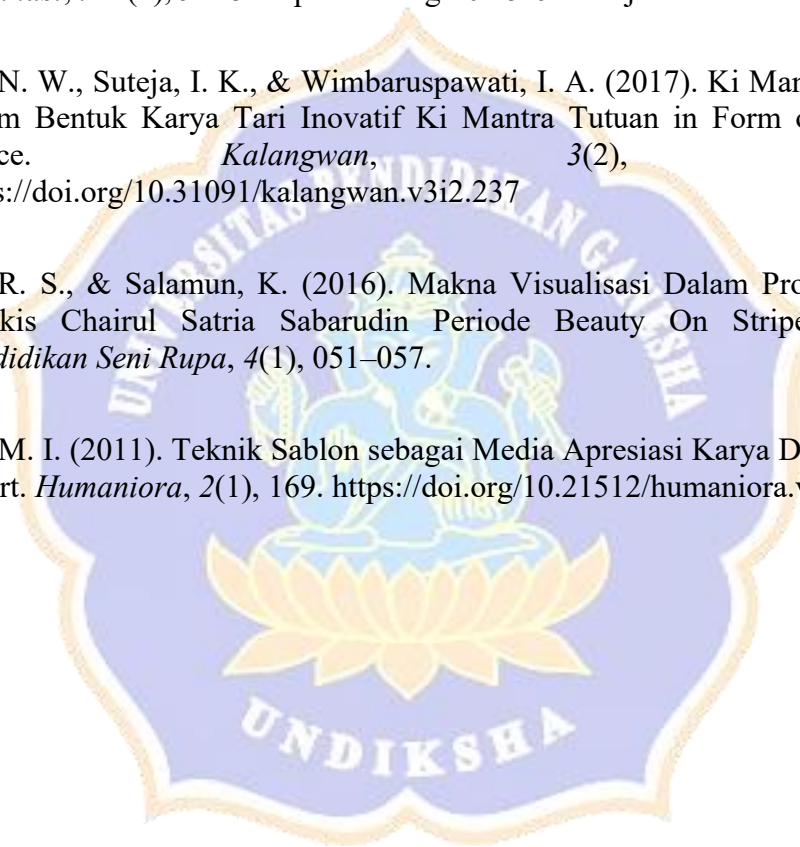 N. W., Suteja, I. K., & Wimbaruspawati, I. A. (2017). Ki Man
m Bentuk Karya Tari Inovatif Ki Mantra Tutuan in Form
ce. Kalangwan, 3(2),
s://doi.org/10.31091/kalangwan.v3i2.237
R. S., & Salamun, K. (2016). Makna Visualisasi Dalam Pro
kis Chairul Satria Sabarudin Periode Beauty On Stripe
didikan Seni Rupa, 4(1), 051–057.
M. I. (2011). Teknik Sablon sebagai Media Apresiasi Karya D
rt. Humaniora, 2(1), 169. https://doi.org/10.21512/humaniora.v
UNIVERSITAS PENDIDIKAN GANESHA
UNDIKSHA